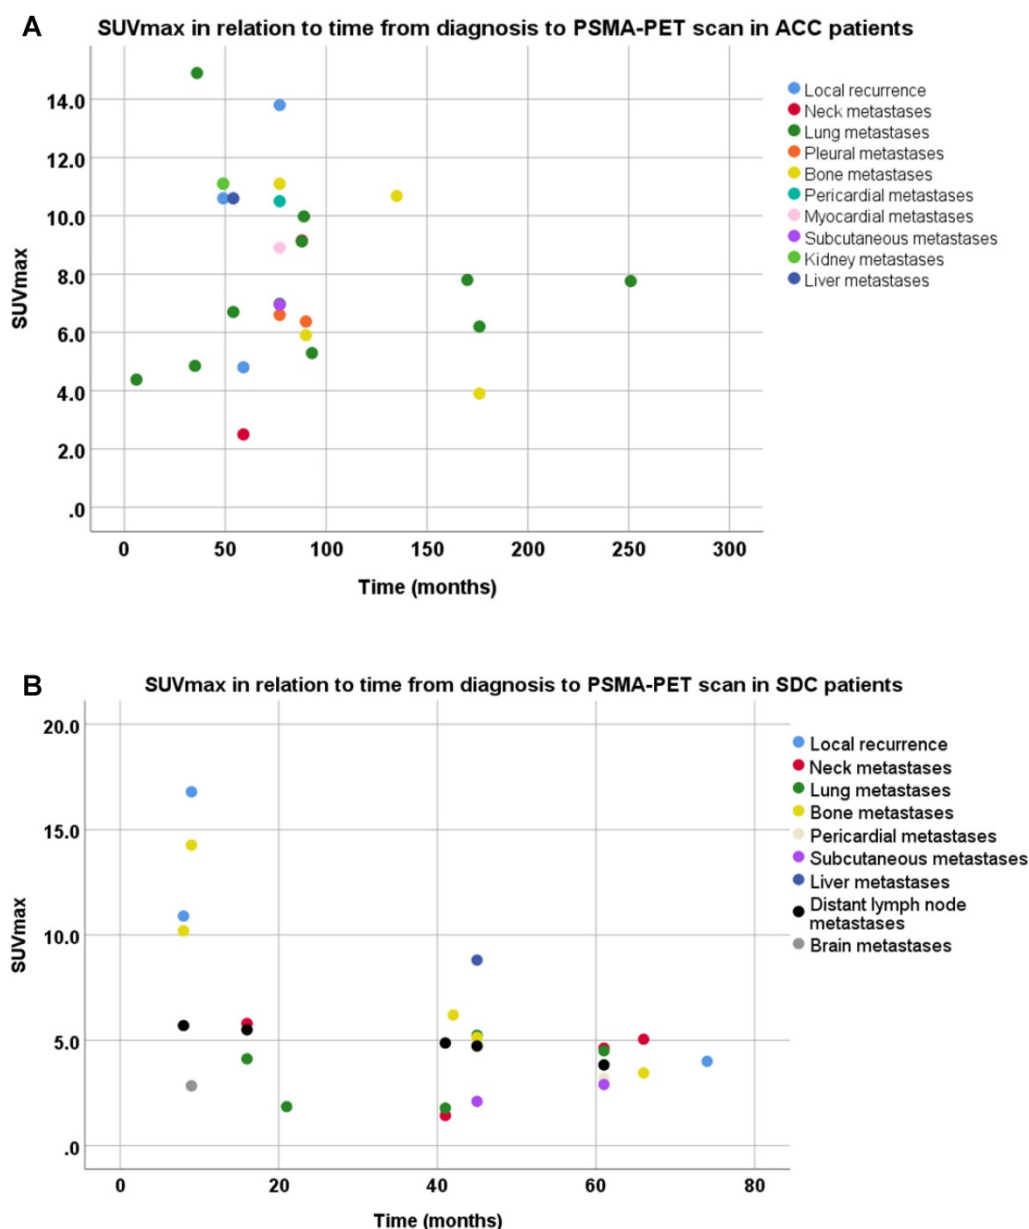 A
SUVmax in relation to time from diagnosis to PSMA-PET scan in ACC patients
14.0
12.0
10.0
8.0
6.0
4.0
2.0
.0
SUVmax
0 50 100 150 200 250 300
Time (months)
Local recurrence
Neck metastases
Lung metastases
Pleural metastases
Bone metastases
Pericardial metastases
Myocardial metastases
Subcutaneous metastases
Kidney metastases
Liver metastases
B
SUVmax in relation to time from diagnosis to PSMA-PET scan in SDC patients
20.0
15.0
10.0
5.0
.0
SUVmax
0 20 40 60 80
Time (months)
Local recurrence
Neck metastases
Lung metastases
Bone metastases
Pericardial metastases
Subcutaneous metastases
Liver metastases
Distant lymph node
metastases
Brain metastases